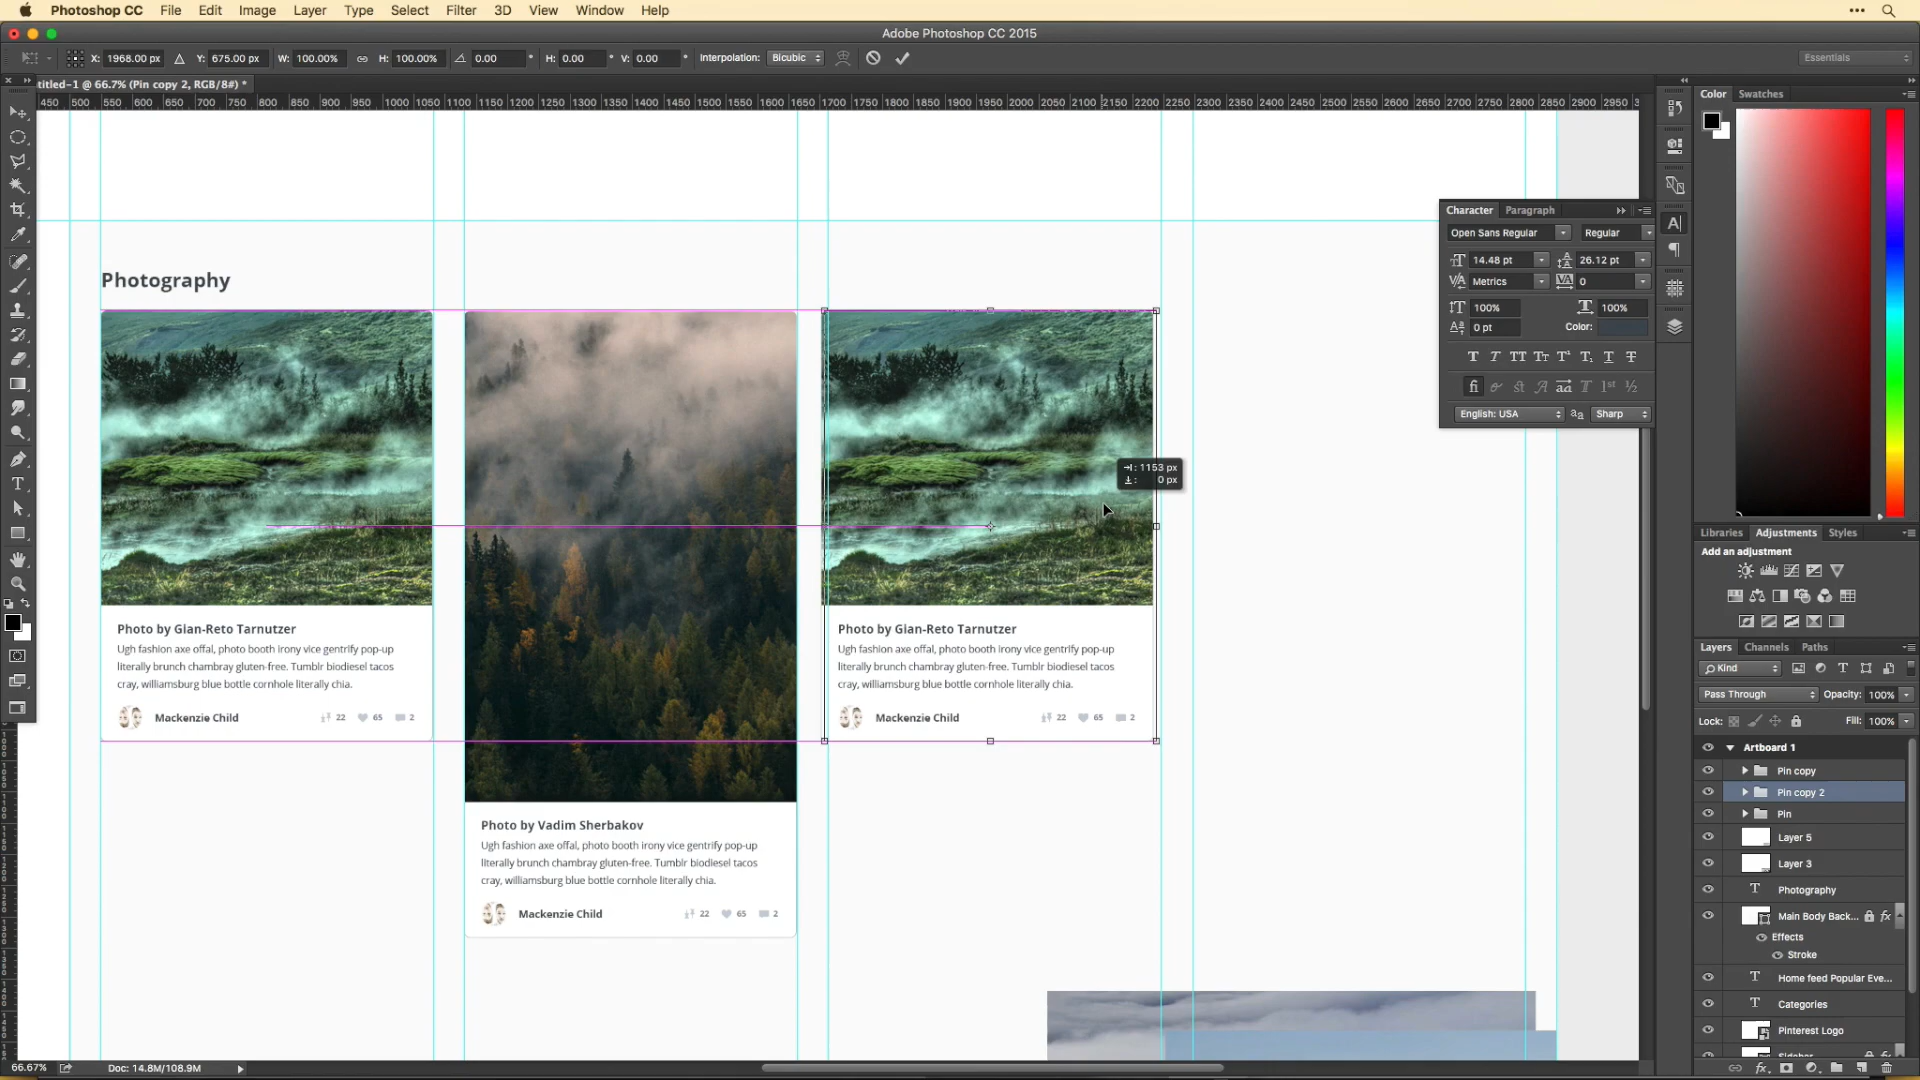 Photoshop CC File Edit Image Layer Type Select Filter 3D View Window Help
Adobe Photoshop CC 2015
X: 1968.00 px Y: 675.00 px W: 100.00% H: 100.00% 0.00 ° H: 0.00 ° V: 0.00 ° Interpolation: Bicubic Essentials
titled-1 @ 66.7% (Pin copy 2, RGB/8#) *
450 500 550 600 650 700 750 800 850 900 950 1000 1050 1100 1150 1200 1250 1300 1350 1400 1450 1500 1550 1600 1650 1700 1750 1800 1850 1900 1950 2000 2050 2100 2150 2200 2250 2300 2350 2400 2450 2500 2550 2600 2650 2700 2750 2800 2850 2900 2950
Color Swatches
Character Paragraph
Open Sans Regular Regular
14.48 pt 26.12 pt
Metrics 0
100% 100%
0 pt Color:
English: USA Sharp
Photography
→: 1153 px
0 px
Photo by Gian-Reto Tarnutzer
Ugh fashion axe offal, photo booth irony vice gentrify pop-up
literally brunch chambray gluten-free. Tumblr biodiesel tacos
cray, williamsburg blue bottle cornhole literally chia.
Mackenzie Child 22 65 2
Photo by Vadim Sherbakov
Ugh fashion axe offal, photo booth irony vice gentrify pop-up
literally brunch chambray gluten-free. Tumblr biodiesel tacos
cray, williamsburg blue bottle cornhole literally chia.
Mackenzie Child 22 65 2
Photo by Gian-Reto Tarnutzer
Ugh fashion axe offal, photo booth irony vice gentrify pop-up
literally brunch chambray gluten-free. Tumblr biodiesel tacos
cray, williamsburg blue bottle cornhole literally chia.
Mackenzie Child 22 65 2
Libraries Adjustments Styles
Add an adjustment
Layers Channels Paths
Kind
Pass Through Opacity: 100%
Lock: Fill: 100%
Artboard 1
Pin copy
Pin copy 2
Pin
Layer 5
Layer 3
Photography
Main Body Back... fx
Effects
Stroke
Home feed Popular Eve...
Categories
Pinterest Logo
Sidebar
66.67% Doc: 14.8M/108.9M